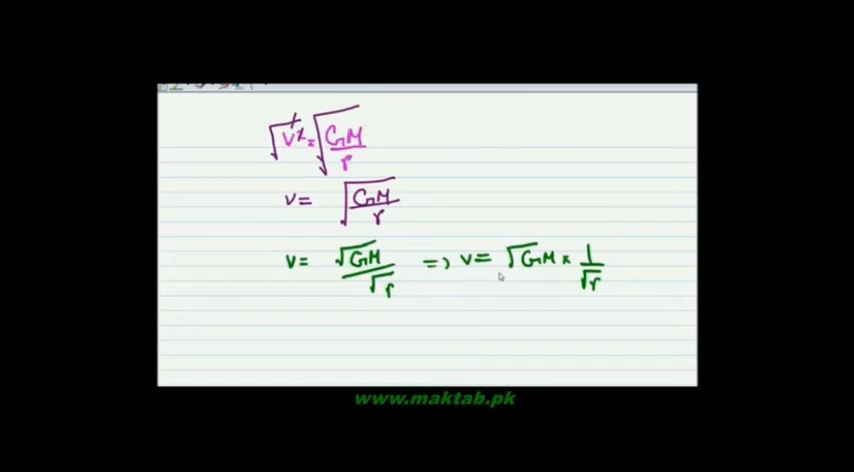 √v² = √GM/r
v = √GM/r
v = √GM/√r => v = √GM × 1/√r
www.maktab.pk